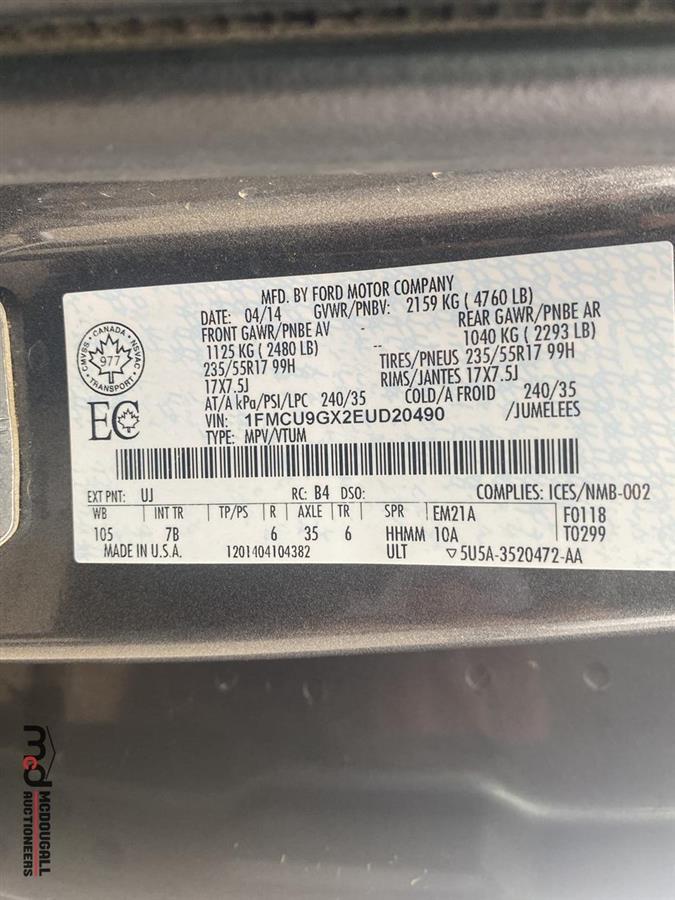 MFD. BY FORD MOTOR COMPANY
DATE: 04/14 GVWR/PNBV: 2159 KG ( 4760 LB)
FRONT GAWR/PNBE AV - REAR GAWR/PNBE AR
1125 KG ( 2480 LB) -- 1040 KG ( 2293 LB)
235/55R17 99H TIRES/PNEUS 235/55R17 99H
17X7.5J RIMS/JANTES 17X7.5J
AT/A kPa/PSI/LPC 240/35 COLD/A FROID 240/35
VIN: 1FMCU9GX2EUD20490 /JUMELEES
TYPE: MPV/VTUM
CANADA
CMVSS NSVAC
977
TRANSPORT
EC
EXT PNT: UJ RC: B4 DSO: COMPLIES: ICES/NMB-002
WB INT TR TP/PS R AXLE TR SPR EM21A F0118
105 7B 6 35 6 HHMM 10A T0299
MADE IN U.S.A. 1201404104382 ULT ▽5U5A-3520472-AA
mcd
MCDOUGALL
AUCTIONEERS